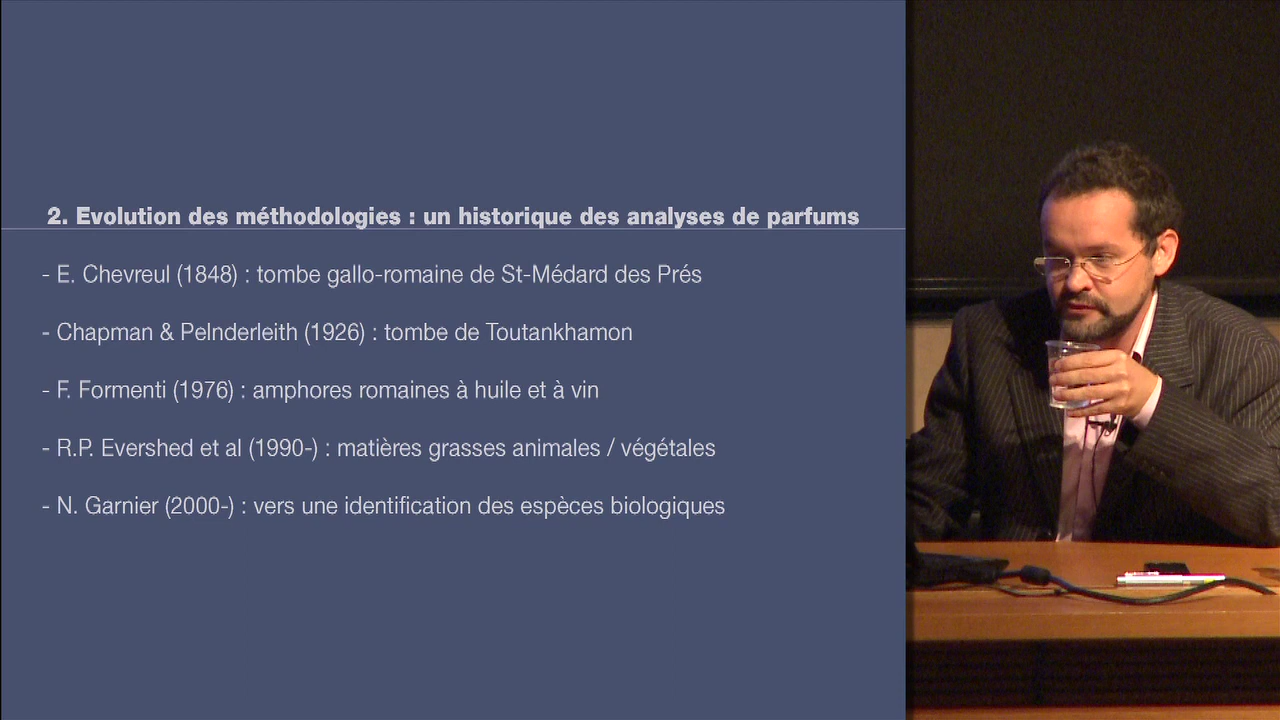 2. Evolution des méthodologies : un historique des analyses de parfums
- E. Chevreul (1848) : tombe gallo-romaine de St-Médard des Prés
- Chapman & Pelnderleith (1926) : tombe de Toutankhamon
- F. Formenti (1976) : amphores romaines à huile et à vin
- R.P. Evershed et al (1990-) : matières grasses animales / végétales
- N. Garnier (2000-) : vers une identification des espèces biologiques